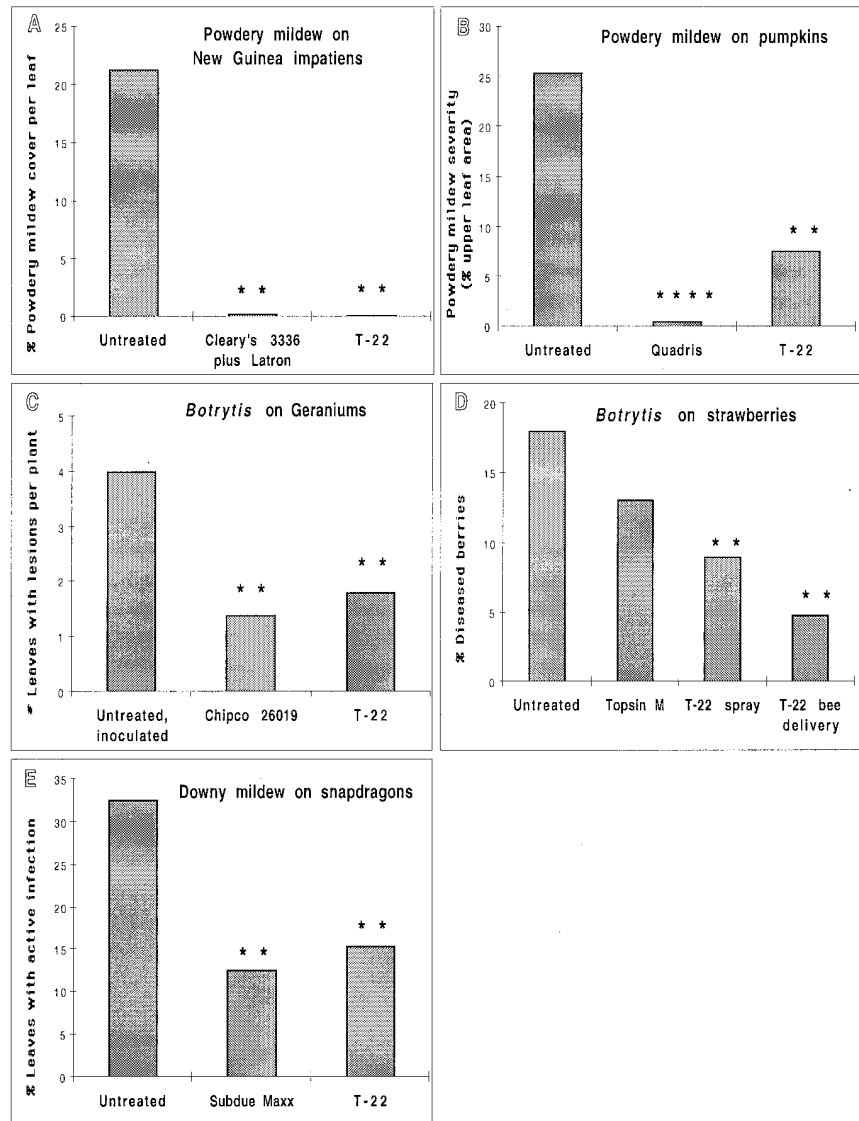 A
Powdery mildew on
New Guinea impatiens
% Powdery mildew cover per leaf
25
20
15
10
5
0
* *
* *
Untreated
Cleary's 3336
plus Latron
T-22
B
Powdery mildew on pumpkins
Powdery mildew severity
(% upper leaf area)
30
25
20
15
10
5
0
* * * *
* *
Untreated
Quadris
T-22
C
Botrytis on Geraniums
# Leaves with lesions per plant
5
4
3
2
1
0
* *
* *
Untreated,
inoculated
Chipco 26019
T-22
D
Botrytis on strawberries
% Diseased berries
20
15
10
5
0
* *
* *
Untreated
Topsin M
T-22 spray
T-22 bee
delivery
E
Downy mildew on snapdragons
% Leaves with active infection
35
30
25
20
15
10
5
0
* *
* *
Untreated
Subdue Maxx
T-22